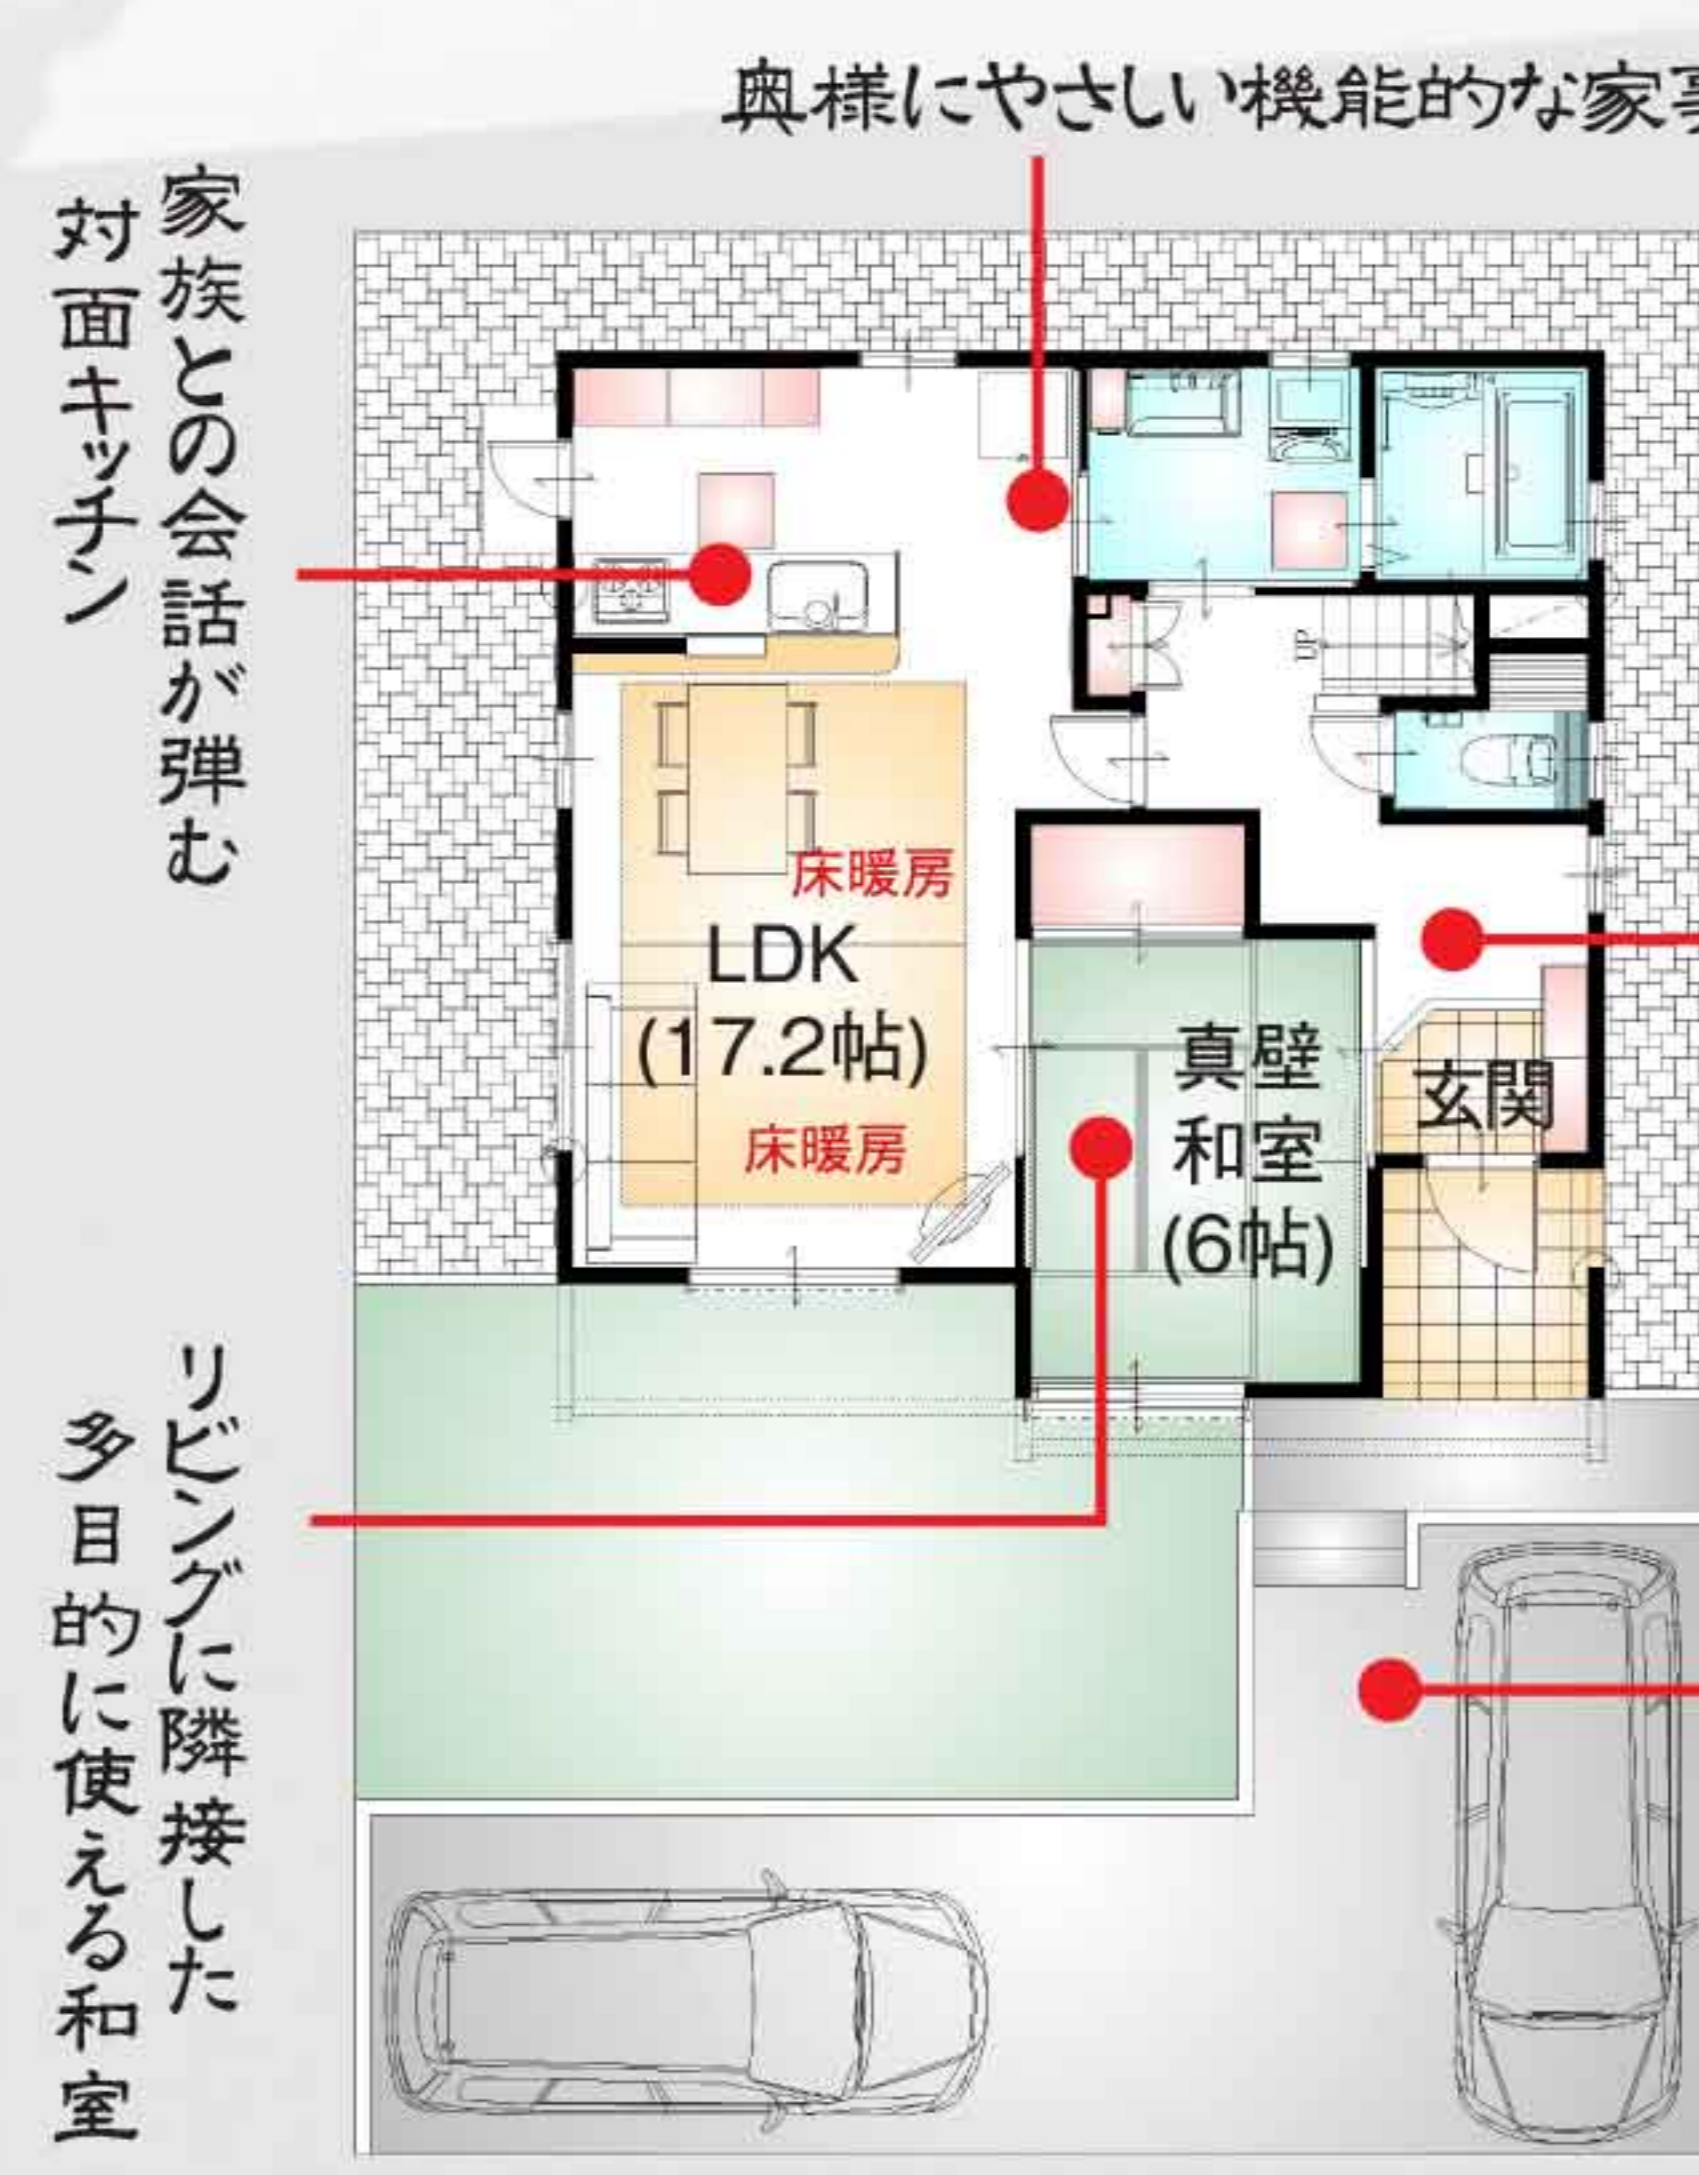 奥様にやさしい機能的な家事
家族との会話が弾む
対面キッチン
UP
床暖房
LDK
(17.2帖)
床暖房
真壁
和室
(6帖)
玄関
リビングに隣接した
多目的に使える和室